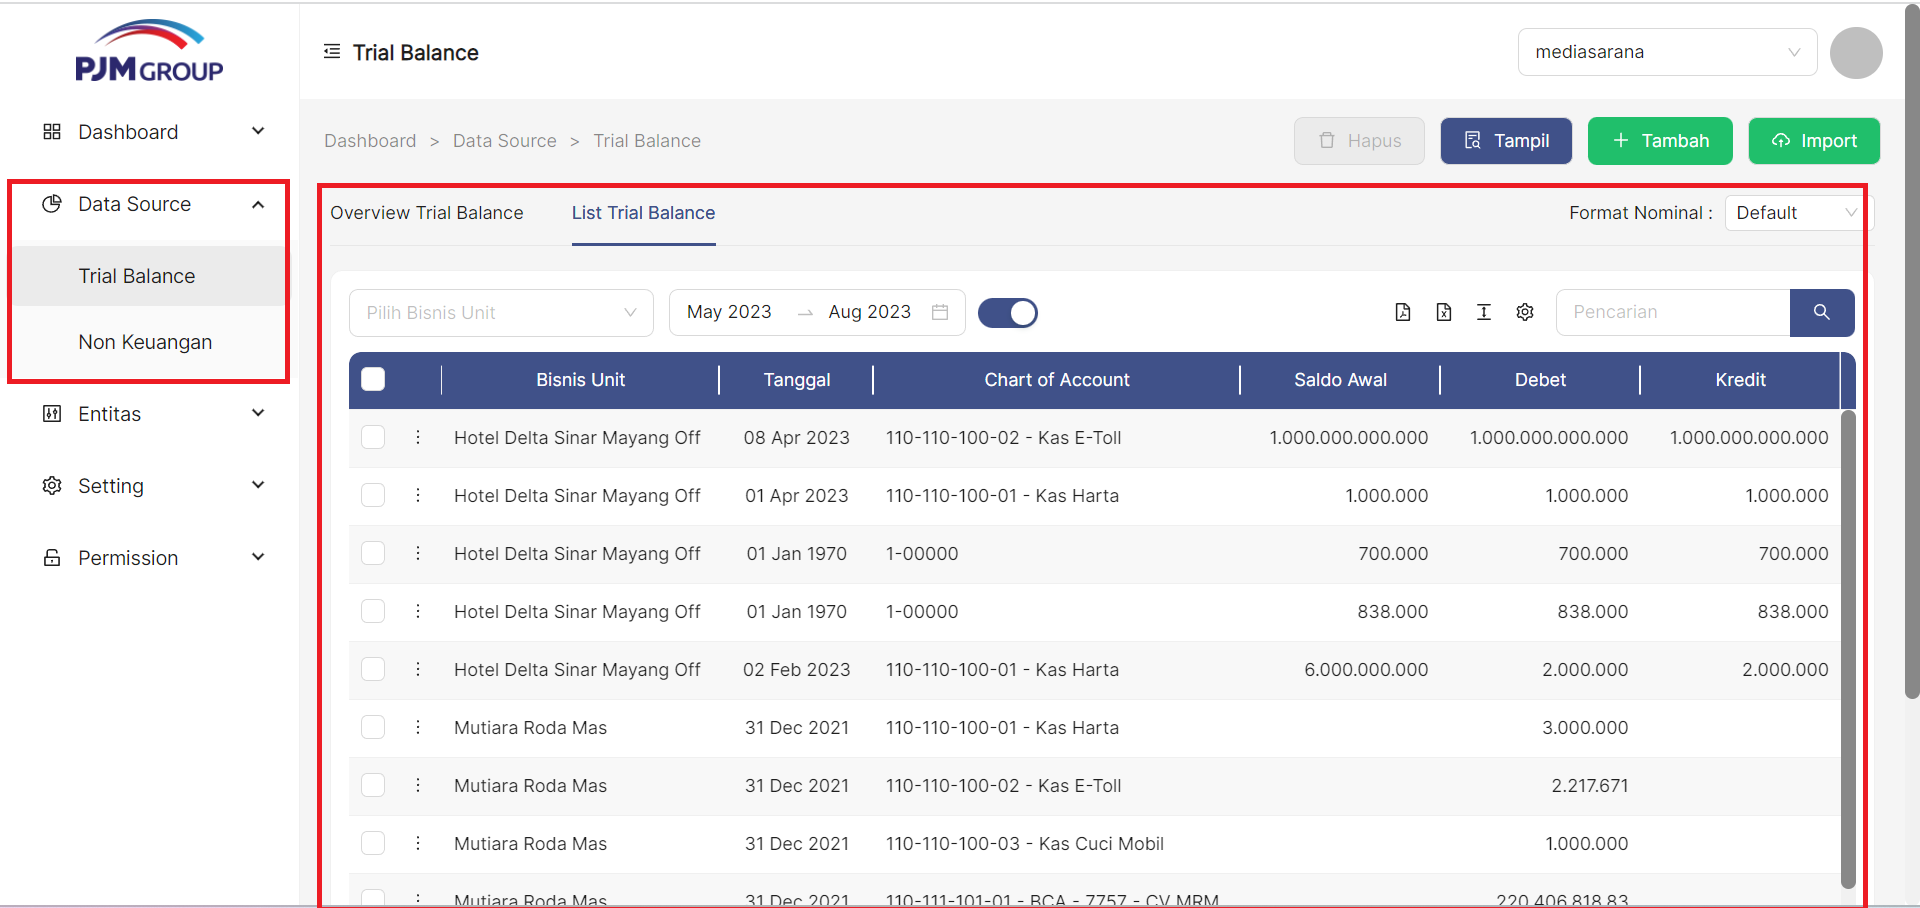 PJM GROUP
Trial Balance
mediasarana
Dashboard
Data Source
Trial Balance
Non Keuangan
Entitas
Setting
Permission
Dashboard > Data Source > Trial Balance
Hapus
Tampil
+ Tambah
Import
Overview Trial Balance
List Trial Balance
Format Nominal : Default
Pilih Bisnis Unit
May 2023 → Aug 2023
Pencarian
Bisnis Unit Tanggal Chart of Account Saldo Awal Debet Kredit
Hotel Delta Sinar Mayang Off 08 Apr 2023 110-110-100-02 - Kas E-Toll 1.000.000.000.000 1.000.000.000.000 1.000.000.000.000
Hotel Delta Sinar Mayang Off 01 Apr 2023 110-110-100-01 - Kas Harta 1.000.000 1.000.000 1.000.000
Hotel Delta Sinar Mayang Off 01 Jan 1970 1-00000 700.000 700.000 700.000
Hotel Delta Sinar Mayang Off 01 Jan 1970 1-00000 838.000 838.000 838.000
Hotel Delta Sinar Mayang Off 02 Feb 2023 110-110-100-01 - Kas Harta 6.000.000.000 2.000.000 2.000.000
Mutiara Roda Mas 31 Dec 2021 110-110-100-01 - Kas Harta 3.000.000
Mutiara Roda Mas 31 Dec 2021 110-110-100-02 - Kas E-Toll 2.217.671
Mutiara Roda Mas 31 Dec 2021 110-110-100-03 - Kas Cuci Mobil 1.000.000
Mutiara Roda Mas 31 Dec 2021 110-111-101-01 - BCA - 7757 - CV MRM 220.406.818,83